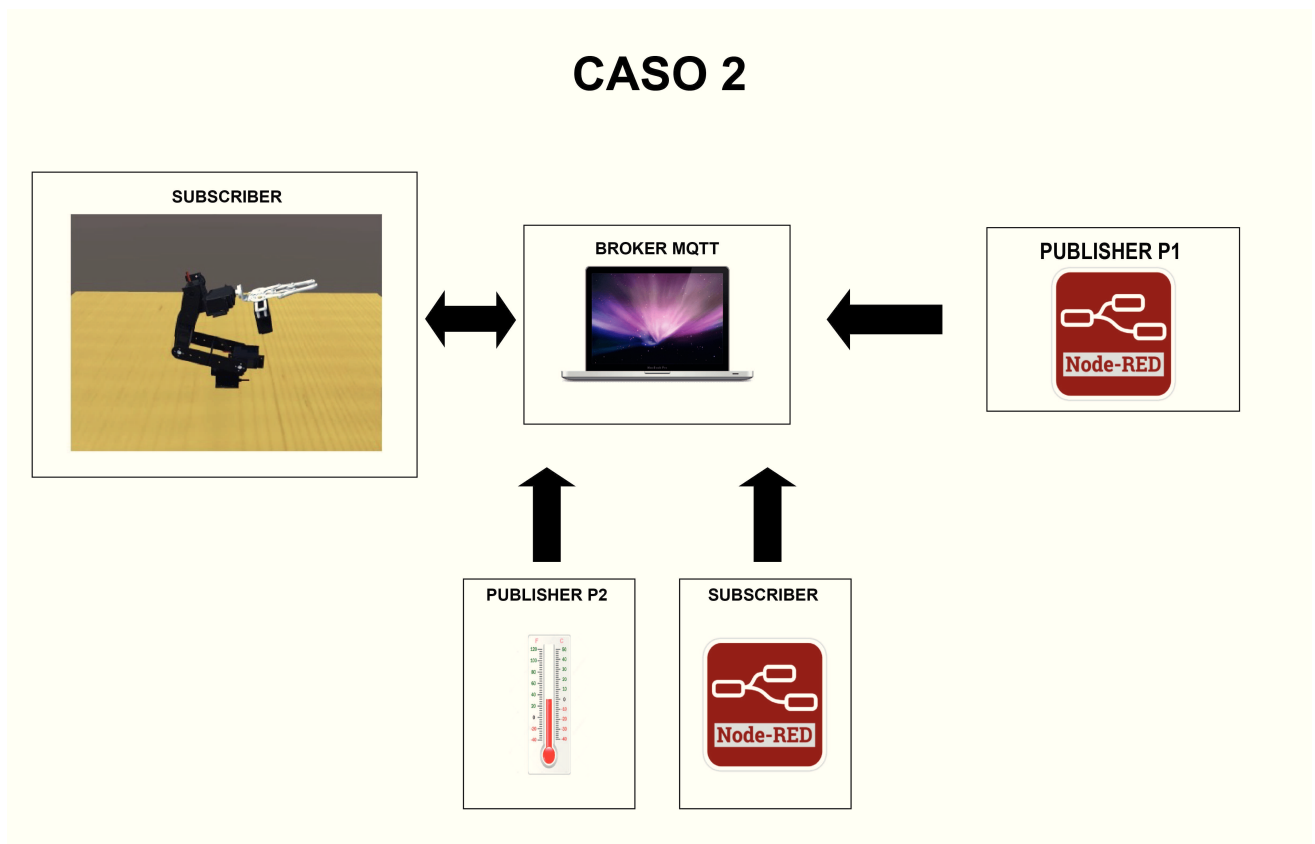 CASO 2
SUBSCRIBER
BROKER MQTT
PUBLISHER P1
Node-RED
PUBLISHER P2
SUBSCRIBER
F C
Node-RED